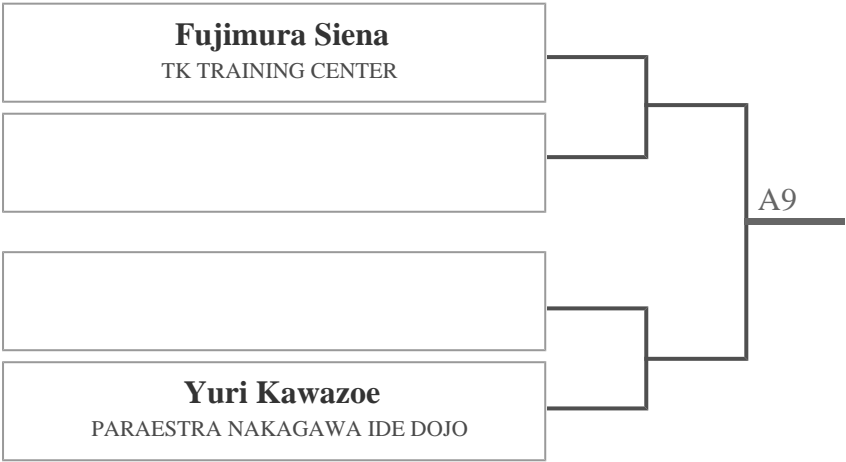 Fujimura Siena
TK TRAINING CENTER
A9
Yuri Kawazoe
PARAESTRA NAKAGAWA IDE DOJO